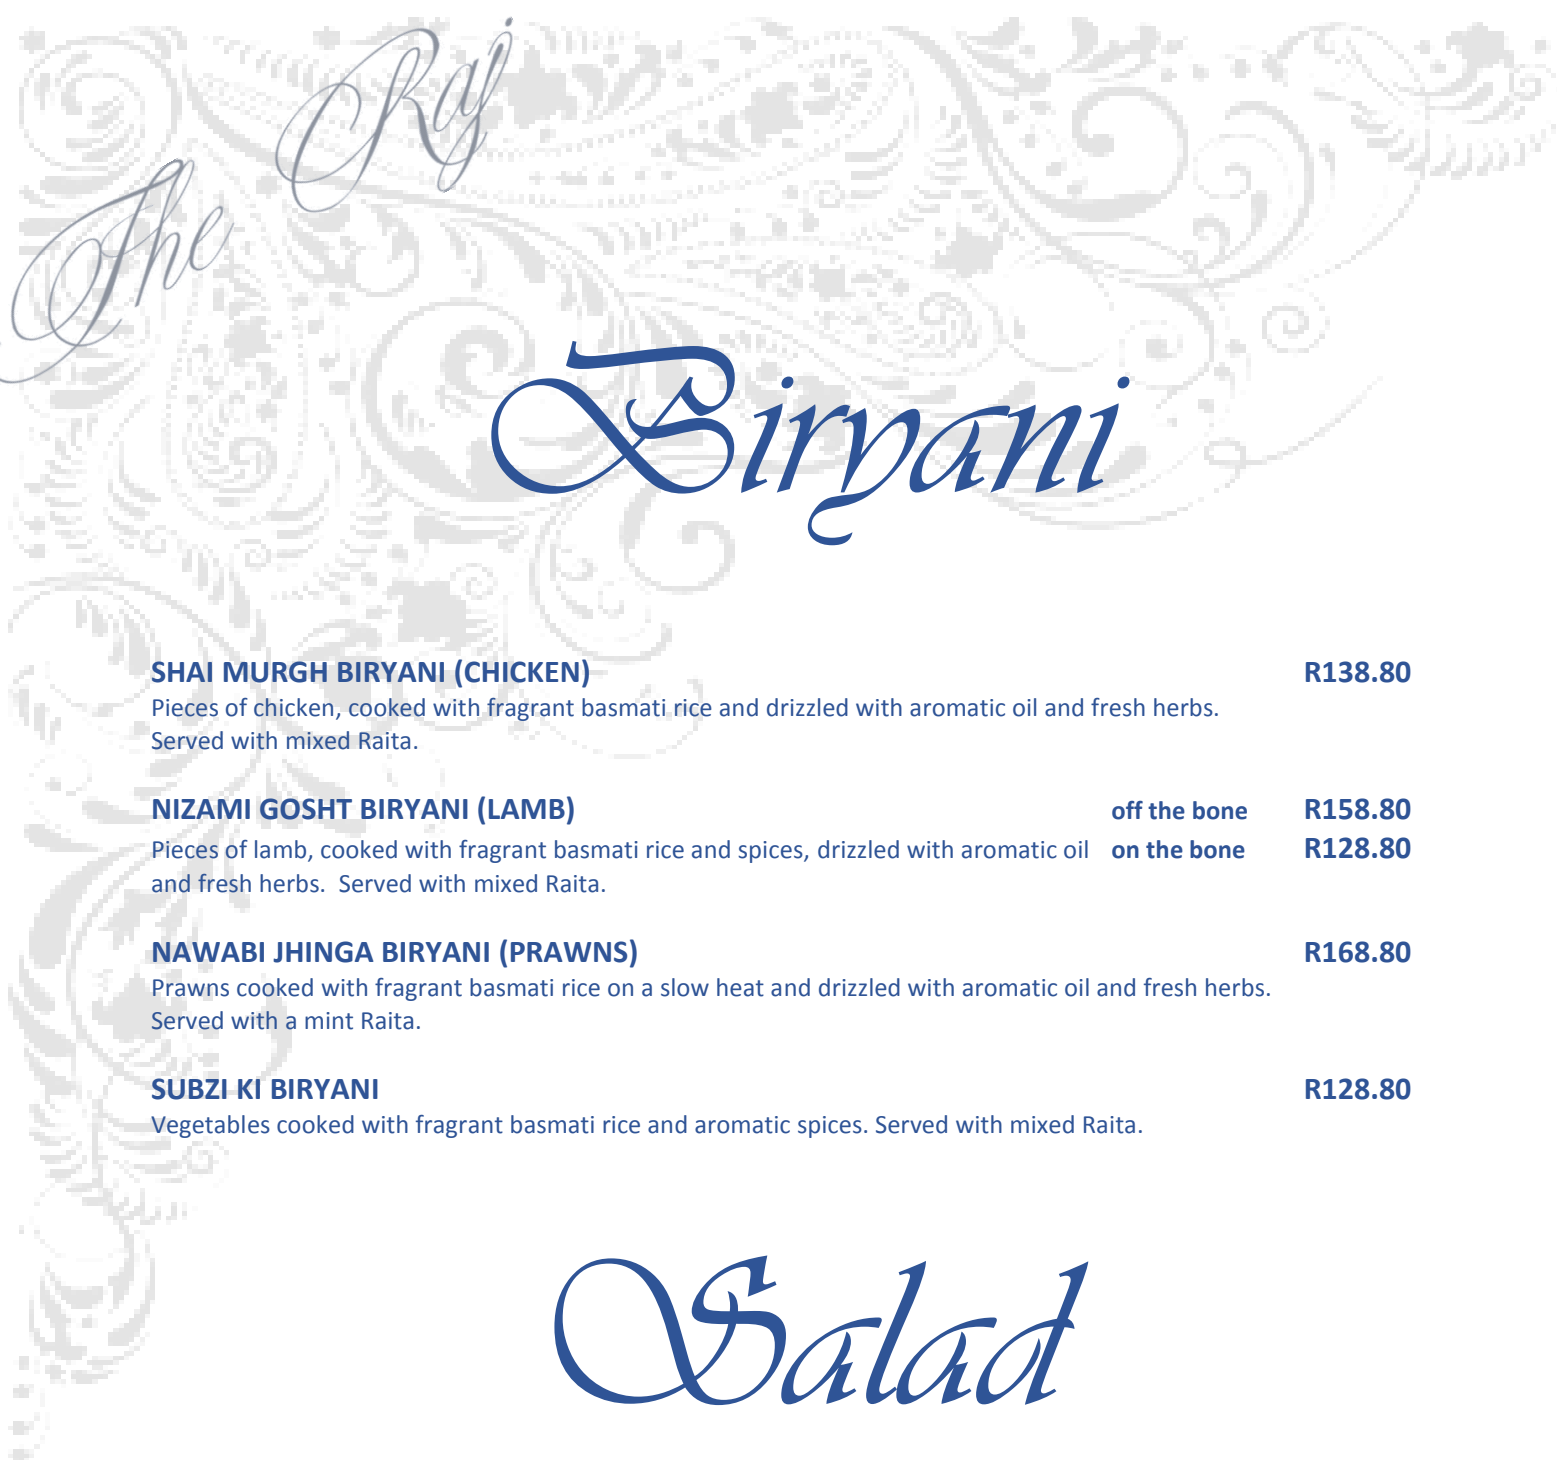 The Raj
Biryani
SHAI MURGH BIRYANI (CHICKEN) R138.80
Pieces of chicken, cooked with fragrant basmati rice and drizzled with aromatic oil and fresh herbs.
Served with mixed Raita.
NIZAMI GOSHT BIRYANI (LAMB) off the bone R158.80
Pieces of lamb, cooked with fragrant basmati rice and spices, drizzled with aromatic oil on the bone R128.80
and fresh herbs.  Served with mixed Raita.
NAWABI JHINGA BIRYANI (PRAWNS) R168.80
Prawns cooked with fragrant basmati rice on a slow heat and drizzled with aromatic oil and fresh herbs.
Served with a mint Raita.
SUBZI KI BIRYANI R128.80
Vegetables cooked with fragrant basmati rice and aromatic spices. Served with mixed Raita.
Salad